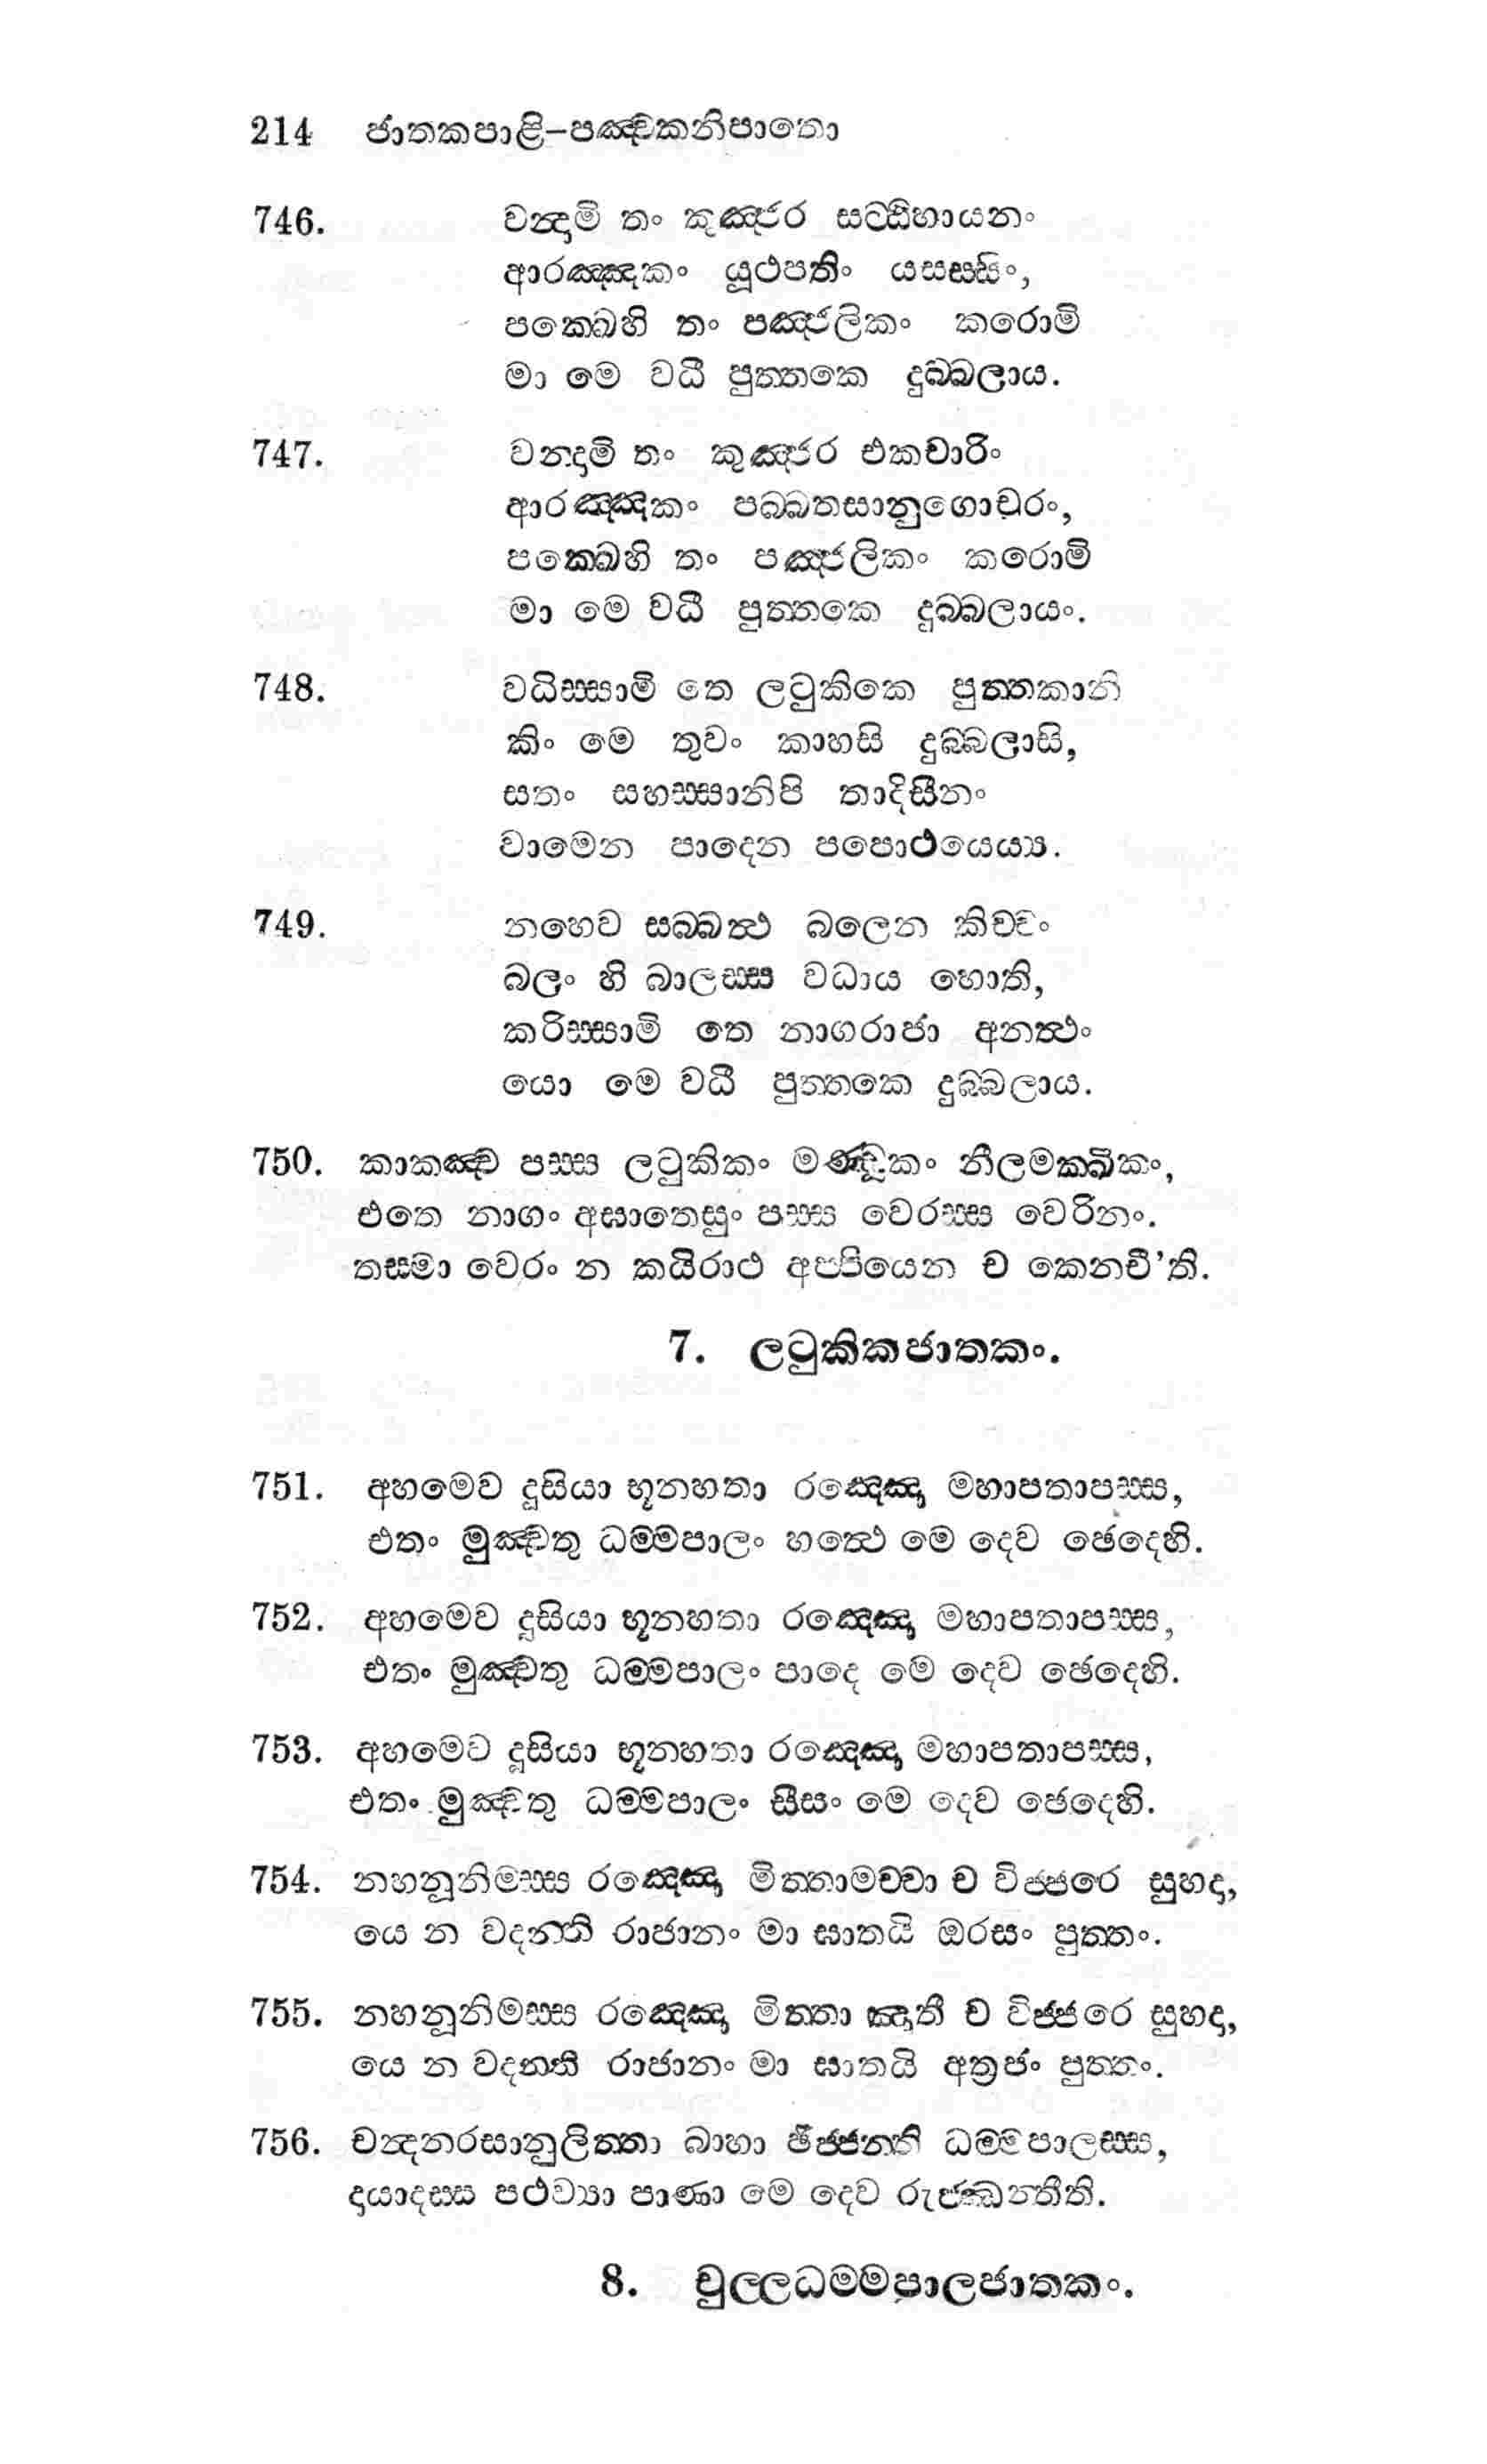 214 ජාතකපාළි–පඤ්චකනිපාතො
746. වන්දාමි තං කුඤ්ජර සට්ඨිහායනං
ආරඤ්ඤකං යූථපතිං යසස්සිං,
පක්ඛෙහි තං පඤ්ජලිකං කරොමි
මා මෙ වධී පුත්තකෙ දුබ්බලාය.
747. වන්දාමි තං කුඤ්ජර එකචාරිං
ආරඤ්ඤකං පබ්බතසානුගොචරං,
පක්ඛෙහි තං පඤ්ජලිකං කරොමි
මා මෙ වධී පුත්තකෙ දුබ්බලායං.
748. වධිස්සාමි තෙ ලටුකිකෙ පුත්තකානි
කිං මෙ තුවං කාහසි දුබ්බලාසි,
සතං සහස්සානිපි තාදිසීනං
වාමෙන පාදෙන පපොථයෙය්‍ය.
749. නහෙව සබ්බත්ථ බලෙන කිච්චං
බලං හි බාලස්ස වධාය හොති,
කරිස්සාමි තෙ නාගරාජා අනත්ථං
යො මෙ වධී පුත්තකෙ දුබ්බලාය.
750. කාකඤ්ච පස්ස ලටුකිකං මණ්ඩූකං නීලමක්ඛිකං,
එතෙ නාගං අඝාතෙසුං පස්ස වෙරස්ස වෙරිනං.
තස්මා වෙරං න කයිරාථ අප්පියෙන ච කෙනචී’ති.
7. ලටුකිකජාතකං.
751. අහමෙව දූසියා භූනහතා රඤ්ඤො මහාපතාපස්ස,
එතං මුඤ්චතු ධම්මපාලං හත්ථෙ මෙ දෙව ඡෙදෙහි.
752. අහමෙව දූසියා භූනහතා රඤ්ඤො මහාපතාපස්ස,
එතං මුඤ්චතු ධම්මපාලං පාදෙ මෙ දෙව ඡෙදෙහි.
753. අහමෙව දූසියා භූනහතා රඤ්ඤො මහාපතාපස්ස,
එතං මුඤ්චතු ධම්මපාලං සීසං මෙ දෙව ඡෙදෙහි.
754. නහනූනිමස්ස රඤ්ඤො මිත්තාමච්චා ච විජ්ජරෙ සුහදා,
යෙ න වදන්ති රාජානං මා ඝාතයි ඔරසං පුත්තං.
755. නහනූනිමස්ස රඤ්ඤො මිත්තා ඤාතී ච විජ්ජරෙ සුහදා,
යෙ න වදන්ති රාජානං මා ඝාතයි අත්‍රජං පුත්තං.
756. චන්දනරසානුලිත්තා බාහා ඡිජ්ජන්ති ධම්මපාලස්ස,
දායාදස්ස පථව්‍යා පාණා මෙ දෙව රුජ්ඣන්තීති.
8. චුල්ලධම්මපාලජාතකං.